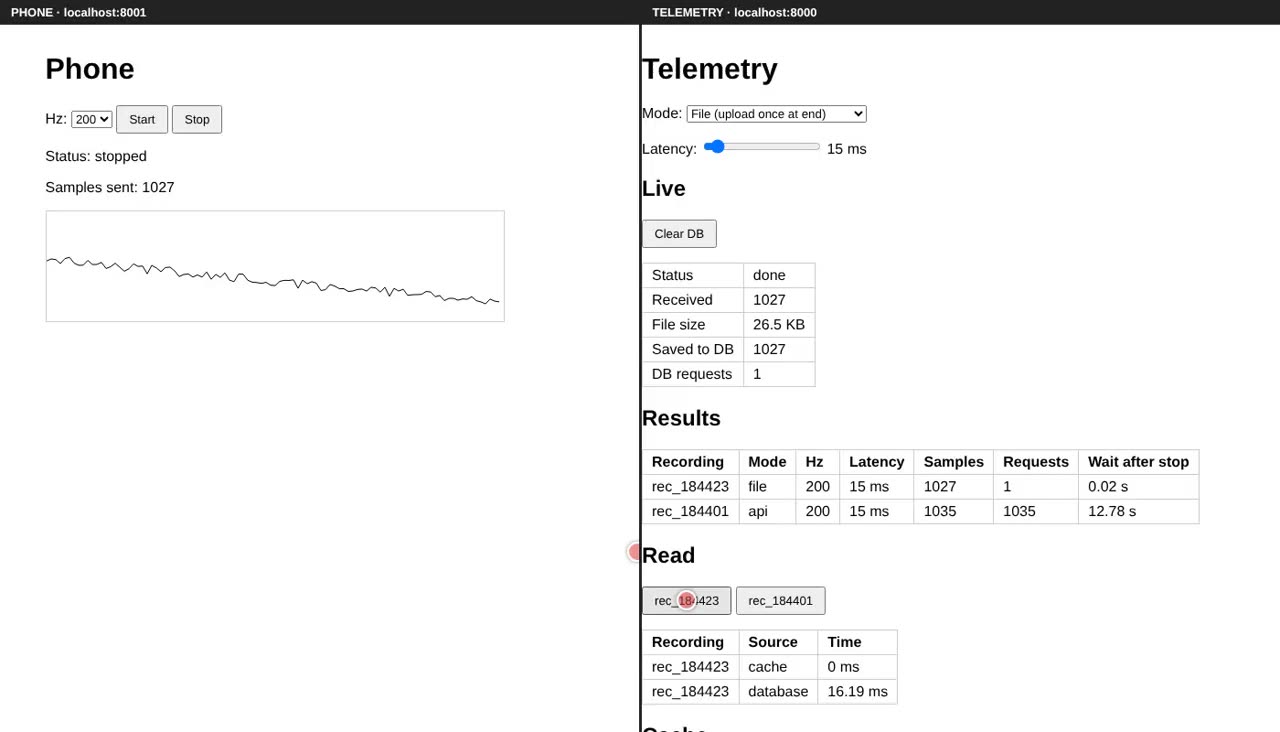 PHONE · localhost:8001
Phone
Hz: 200 Start Stop
Status: stopped
Samples sent: 1027
TELEMETRY · localhost:8000
Telemetry
Mode: File (upload once at end)
Latency: 15 ms
Live
Clear DB
Status done
Received 1027
File size 26.5 KB
Saved to DB 1027
DB requests 1
Results
Recording Mode Hz Latency Samples Requests Wait after stop
rec_184423 file 200 15 ms 1027 1 0.02 s
rec_184401 api 200 15 ms 1035 1035 12.78 s
Read
rec_184423 rec_184401
Recording Source Time
rec_184423 cache 0 ms
rec_184423 database 16.19 ms
Cache